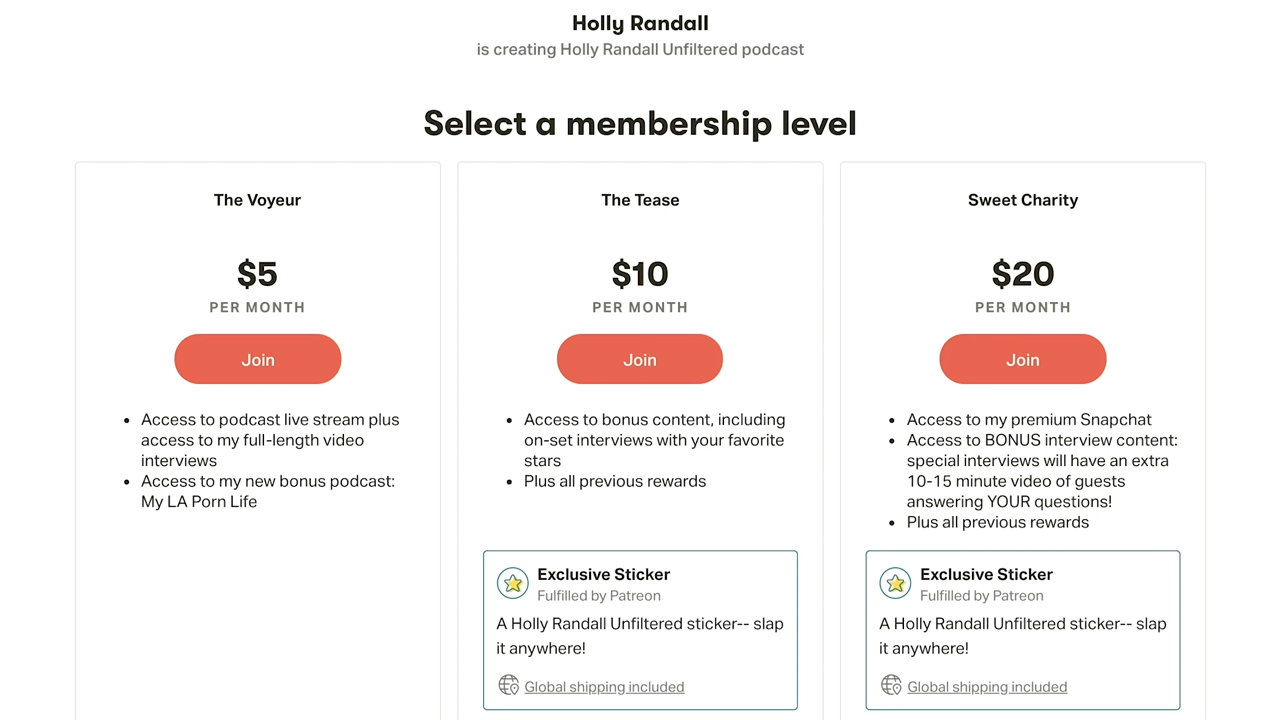 Holly Randall
is creating Holly Randall Unfiltered podcast
Select a membership level
The Voyeur
$5
PER MONTH
Join
• Access to podcast live stream plus
access to my full-length video
interviews
• Access to my new bonus podcast:
My LA Porn Life
The Tease
$10
PER MONTH
Join
• Access to bonus content, including
on-set interviews with your favorite
stars
• Plus all previous rewards
Exclusive Sticker
Fulfilled by Patreon
A Holly Randall Unfiltered sticker-- slap
it anywhere!
Global shipping included
Sweet Charity
$20
PER MONTH
Join
• Access to my premium Snapchat
• Access to BONUS interview content:
special interviews will have an extra
10-15 minute video of guests
answering YOUR questions!
• Plus all previous rewards
Exclusive Sticker
Fulfilled by Patreon
A Holly Randall Unfiltered sticker-- slap
it anywhere!
Global shipping included